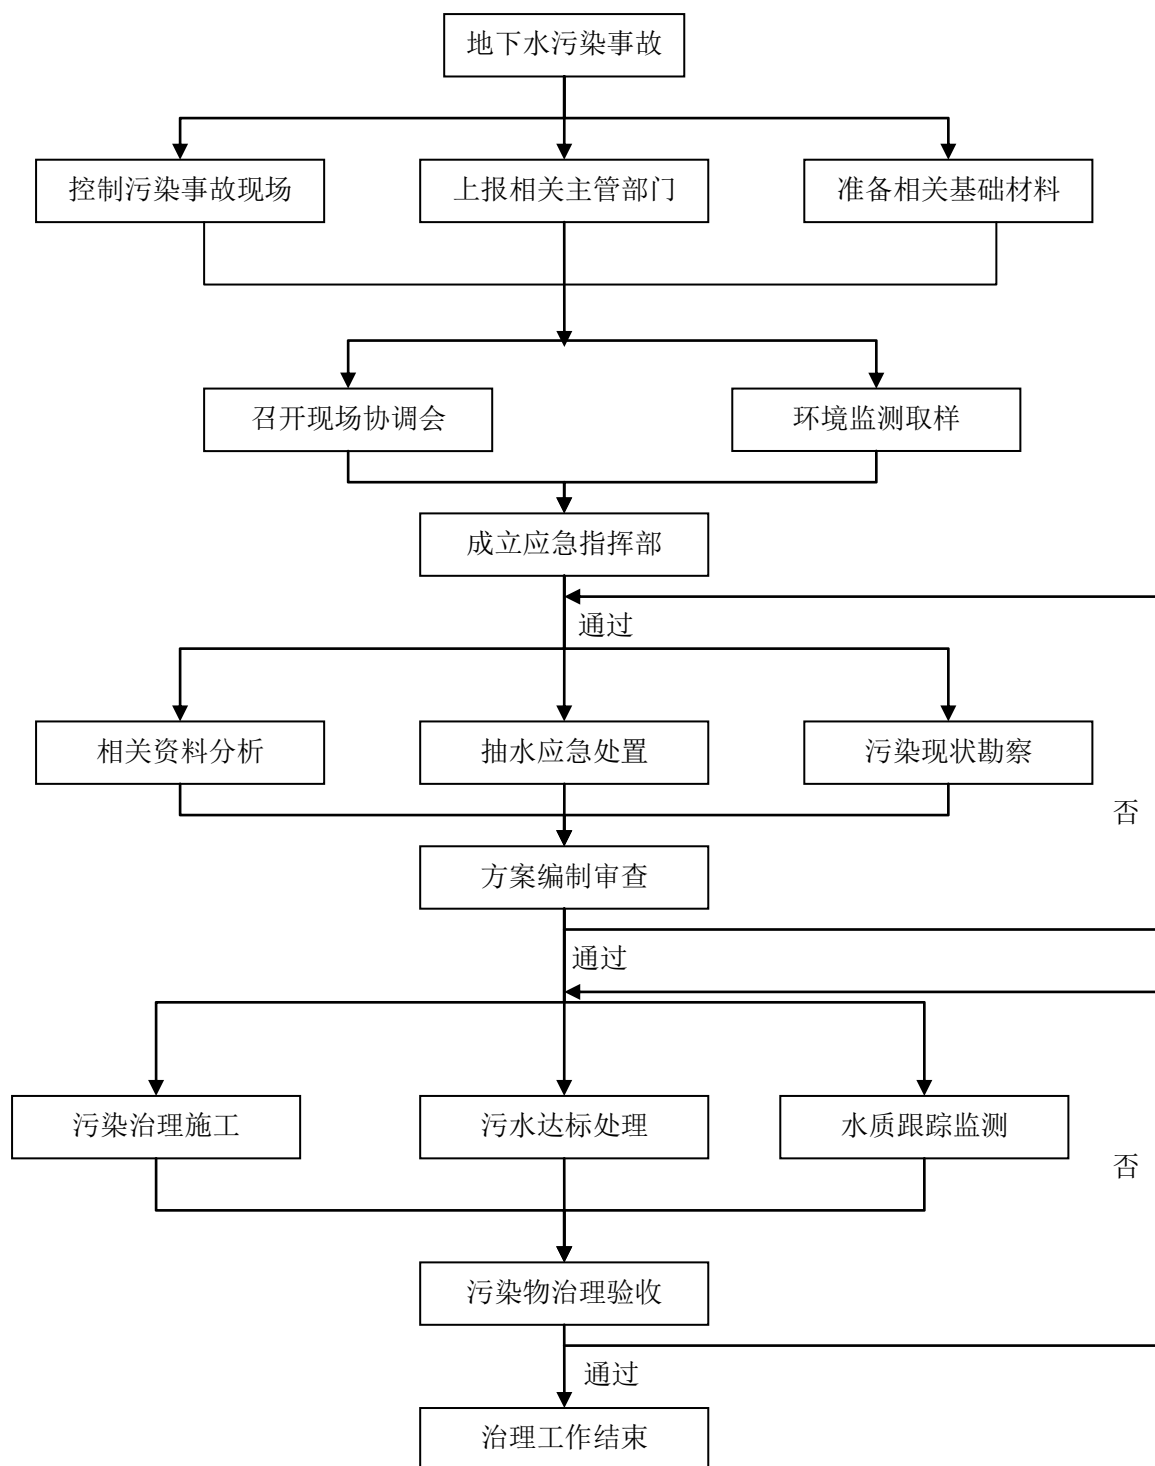 地下水污染事故
控制污染事故现场
上报相关主管部门
准备相关基础材料
召开现场协调会
环境监测取样
成立应急指挥部
通过
相关资料分析
抽水应急处置
污染现状勘察
否
方案编制审查
通过
污染治理施工
污水达标处理
水质跟踪监测
否
污染物治理验收
通过
治理工作结束